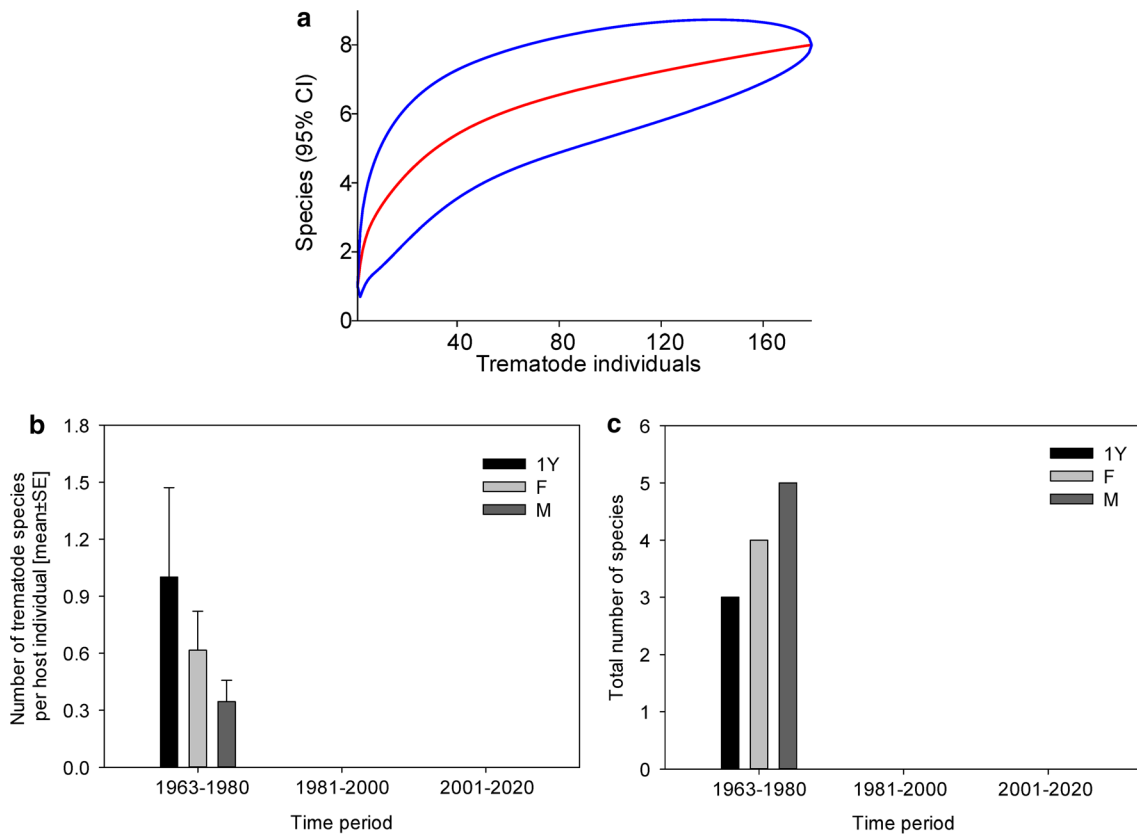 a
Species (95% CI)
8
6
4
2
0
40 80 120 160
Trematode individuals
b
Number of trematode species
per host individual [mean±SE]
1.8
1.5
1.2
0.9
0.6
0.3
0.0
1Y
F
M
1963-1980 1981-2000 2001-2020
Time period
c
Total number of species
6
5
4
3
2
1
0
1Y
F
M
1963-1980 1981-2000 2001-2020
Time period